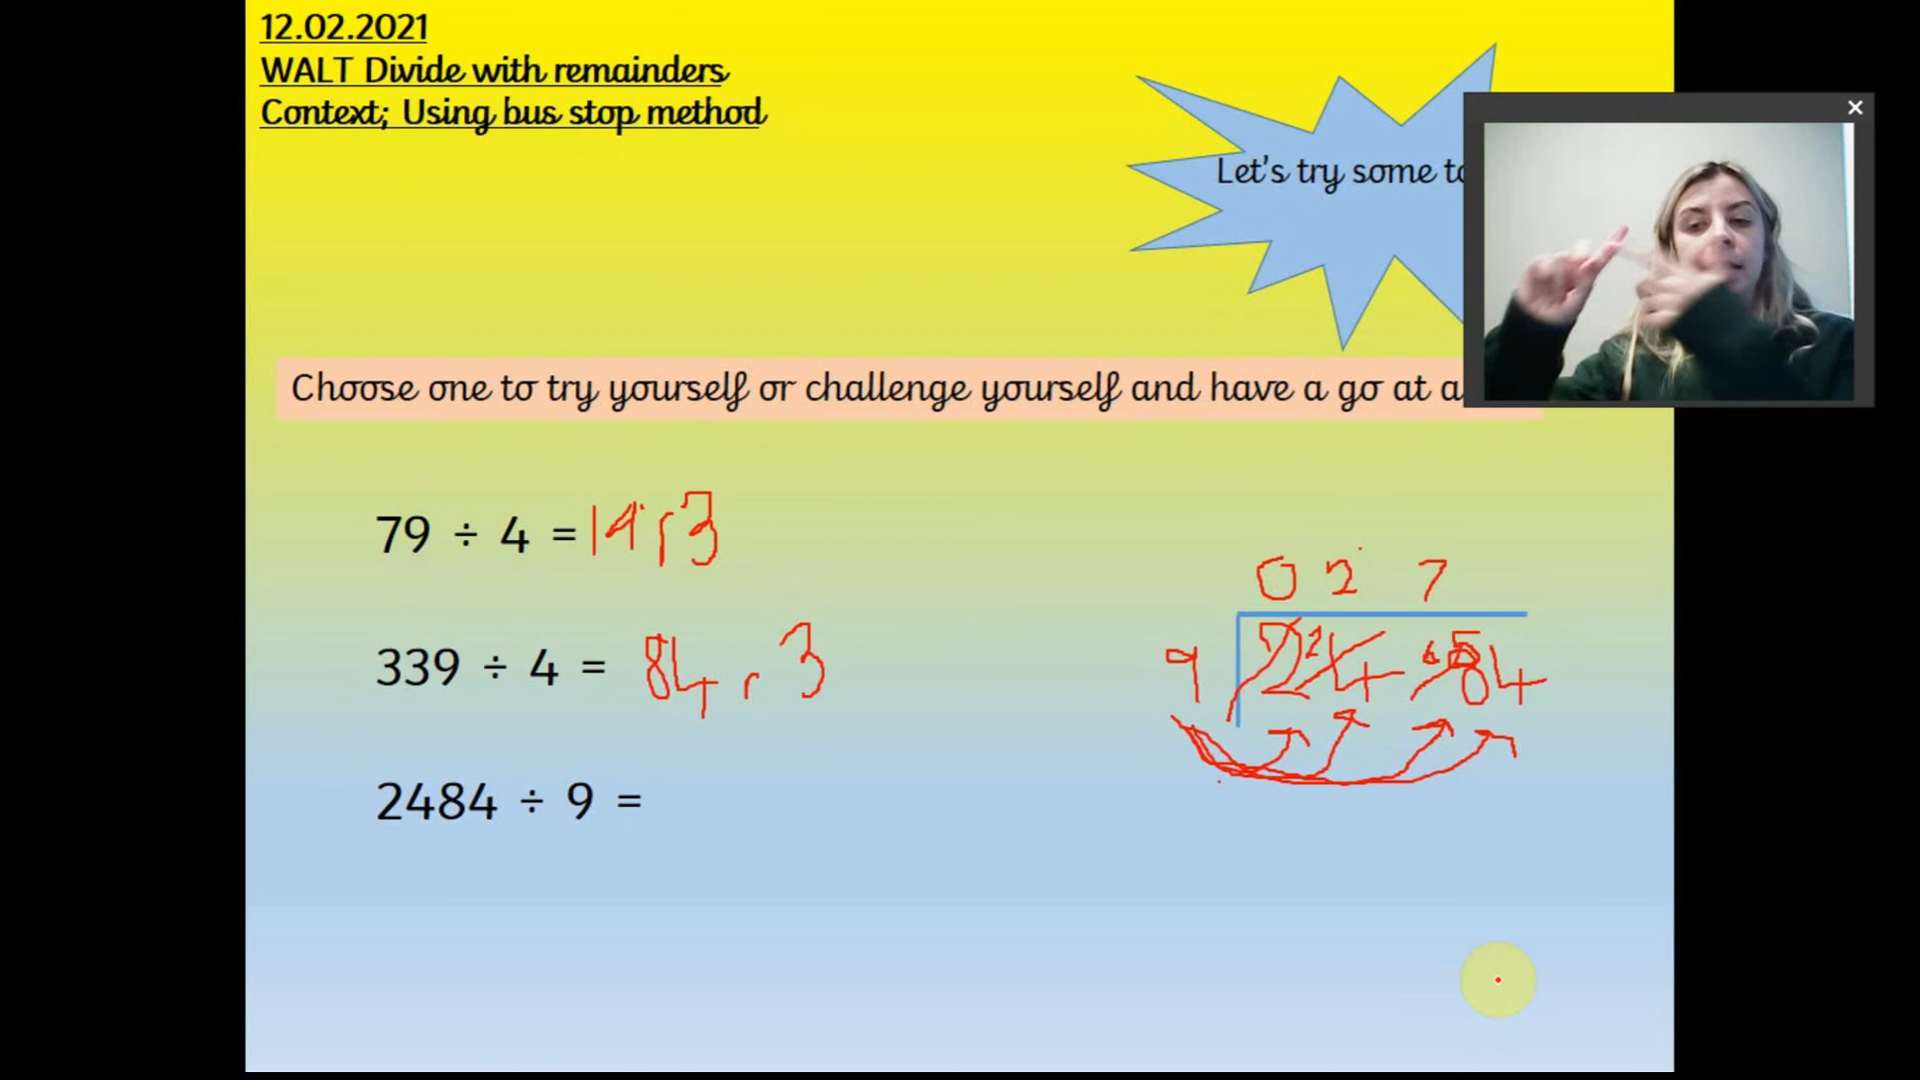 12.02.2021
WALT Divide with remainders
Context; Using bus stop method
Let's try some
Choose one to try yourself or challenge yourself and have a go at
79 ÷ 4 = 19 r 3
339 ÷ 4 = 84 r 3
0 2 7
9
2484 ÷ 9 =